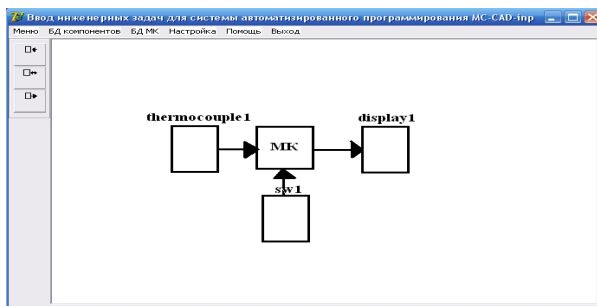 Ввод инженерных задач для системы автоматизированного программирования MC-CAD-inp
Меню БД компонентов БД МК Настройка Помощь Выход
thermocouple1
display1
МК
sw1